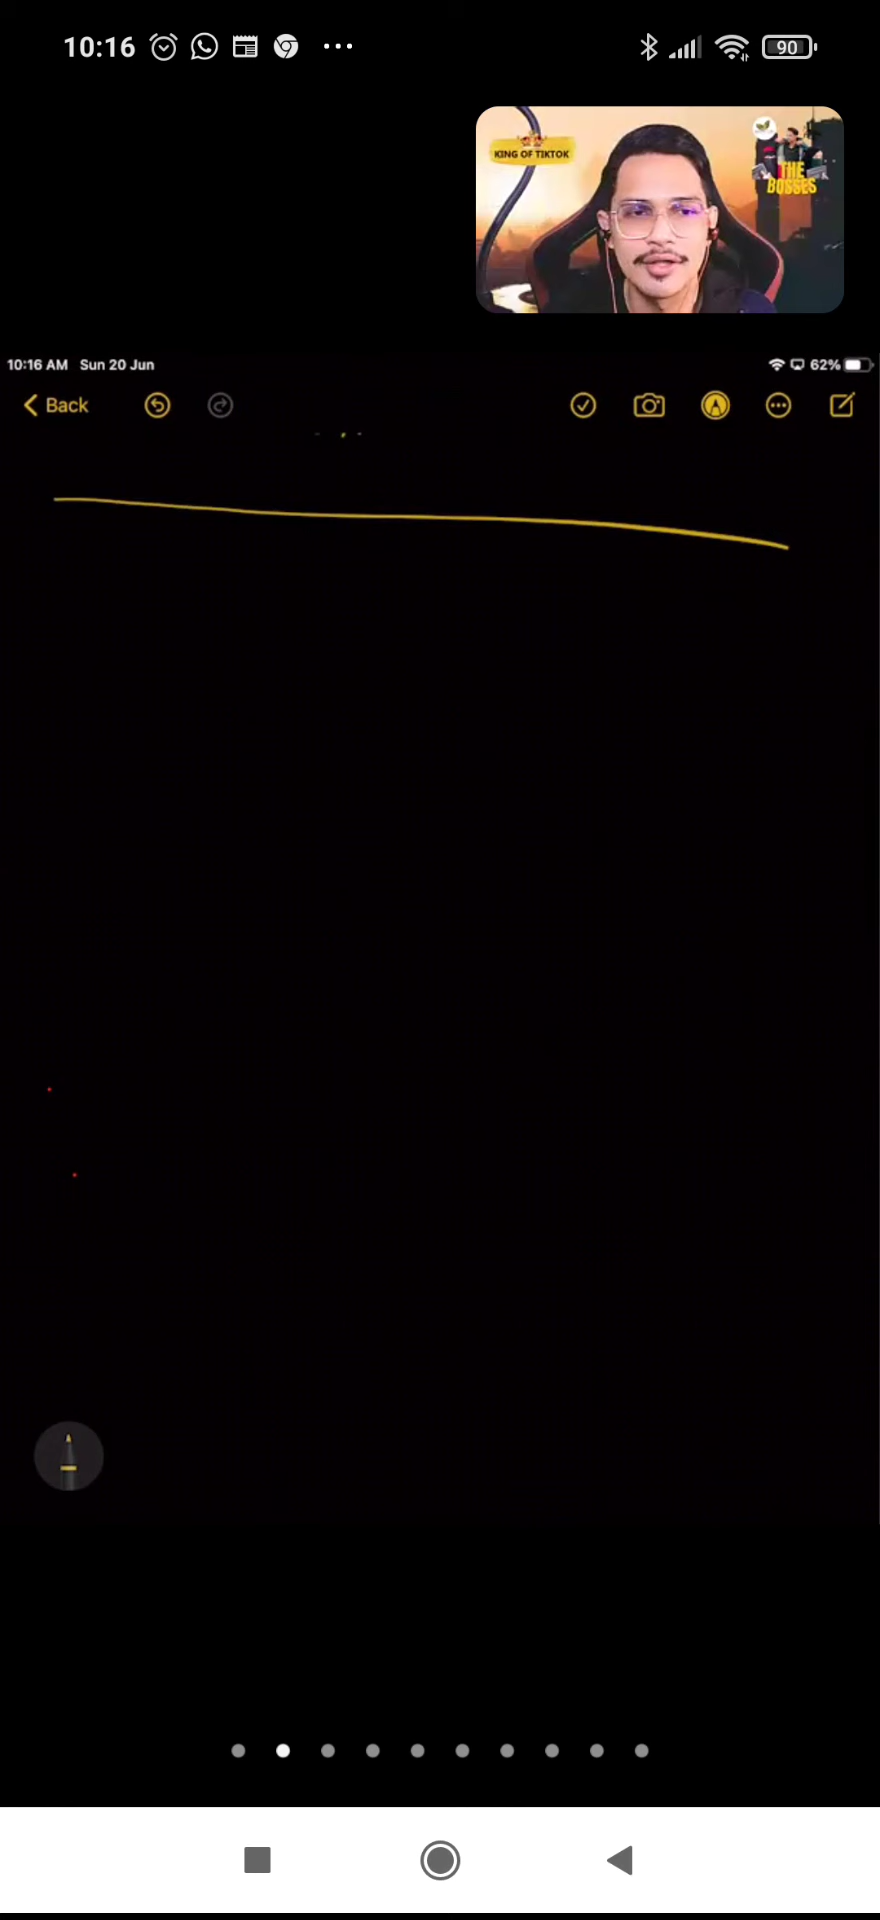 10:16
90
KING OF TIKTOK
THE
BOSSES
10:16 AM Sun 20 Jun
62%
Back